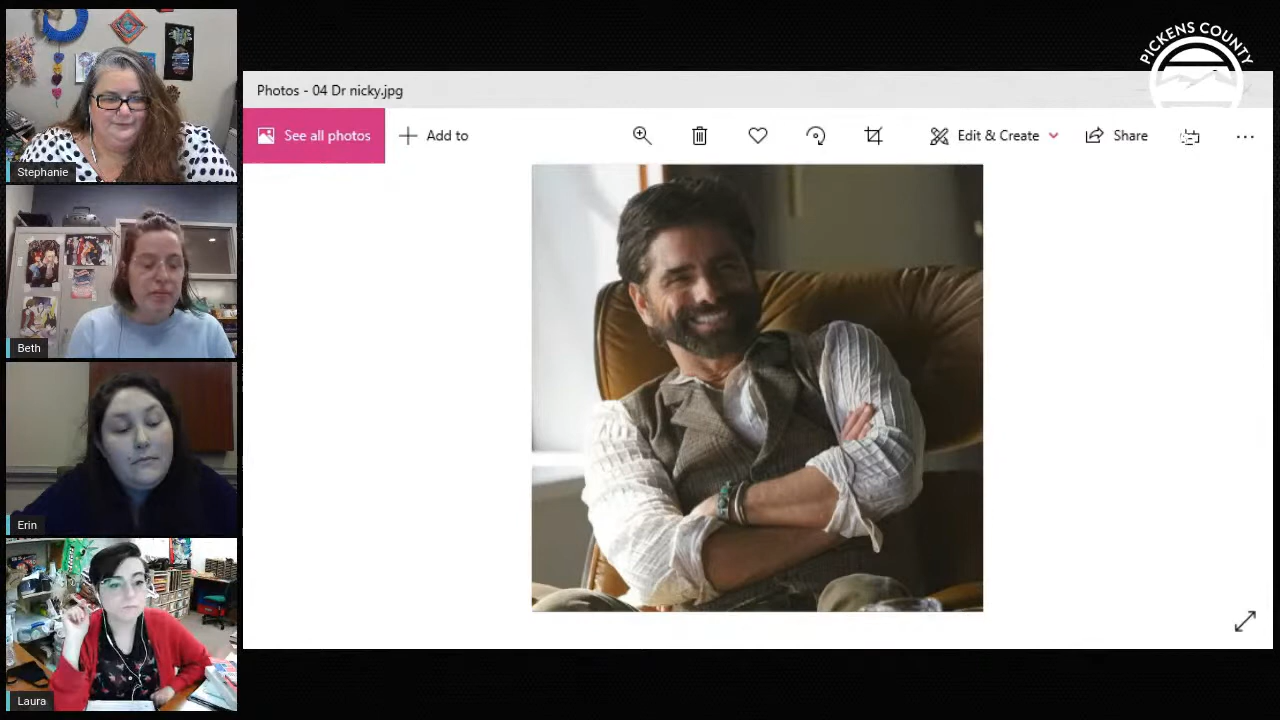 PICKENS COUNTY
Photos - 04 Dr nicky.jpg
See all photos
Add to
Edit & Create
Share
Stephanie
Beth
Erin
Laura